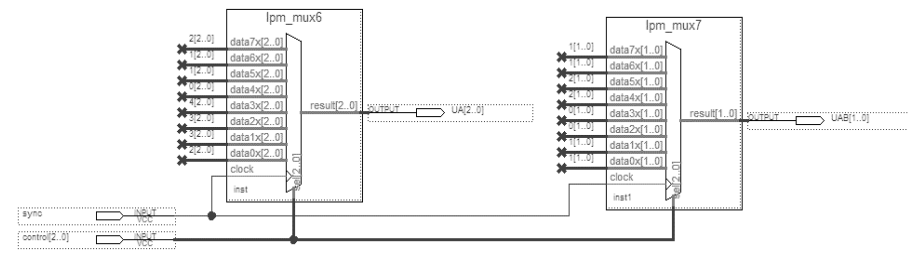 lpm_mux6
2[2..0] data7x[2..0]
1[2..0] data6x[2..0]
1[2..0] data5x[2..0]
0[2..0] data4x[2..0]
4[2..0] data3x[2..0]
3[2..0] data2x[2..0]
3[2..0] data1x[2..0]
2[2..0] data0x[2..0]
clock
sel[2..0]
inst
result[2..0]
OUTPUT UA[2..0]
lpm_mux7
1[1..0] data7x[1..0]
1[1..0] data6x[1..0]
2[1..0] data5x[1..0]
2[1..0] data4x[1..0]
0[1..0] data3x[1..0]
0[1..0] data2x[1..0]
1[1..0] data1x[1..0]
1[1..0] data0x[1..0]
clock
sel[2..0]
inst1
result[1..0]
OUTPUT UAB[1..0]
sync INPUT
VCC
control[2..0] INPUT
VCC